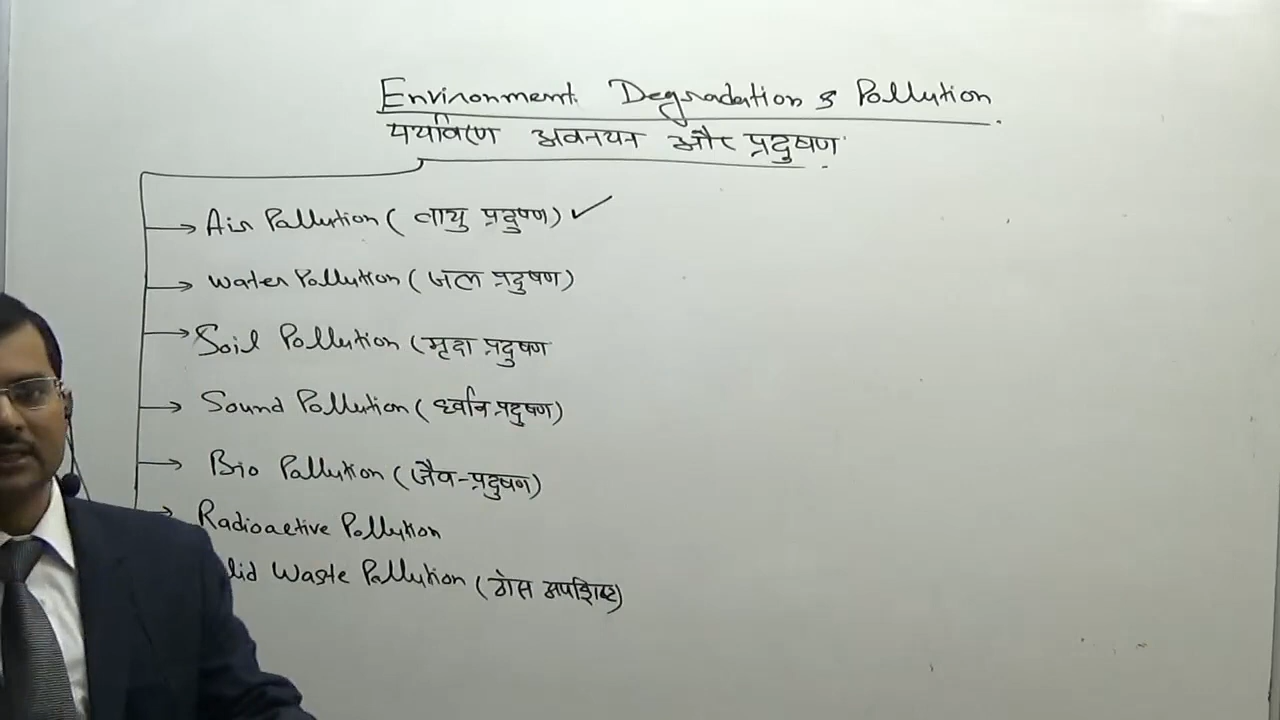 Environment Degradation & Pollution
पर्यावरण अवनयन और प्रदुषण
Air Pollution (वायु प्रदुषण) ✓
Water Pollution (जल प्रदुषण)
Soil Pollution (मृदा प्रदुषण
Sound Pollution (ध्वनि प्रदुषण)
Bio Pollution (जैव-प्रदुषण)
Radioactive Pollution
lid Waste Pollution (ठोस अपशिष्ट)